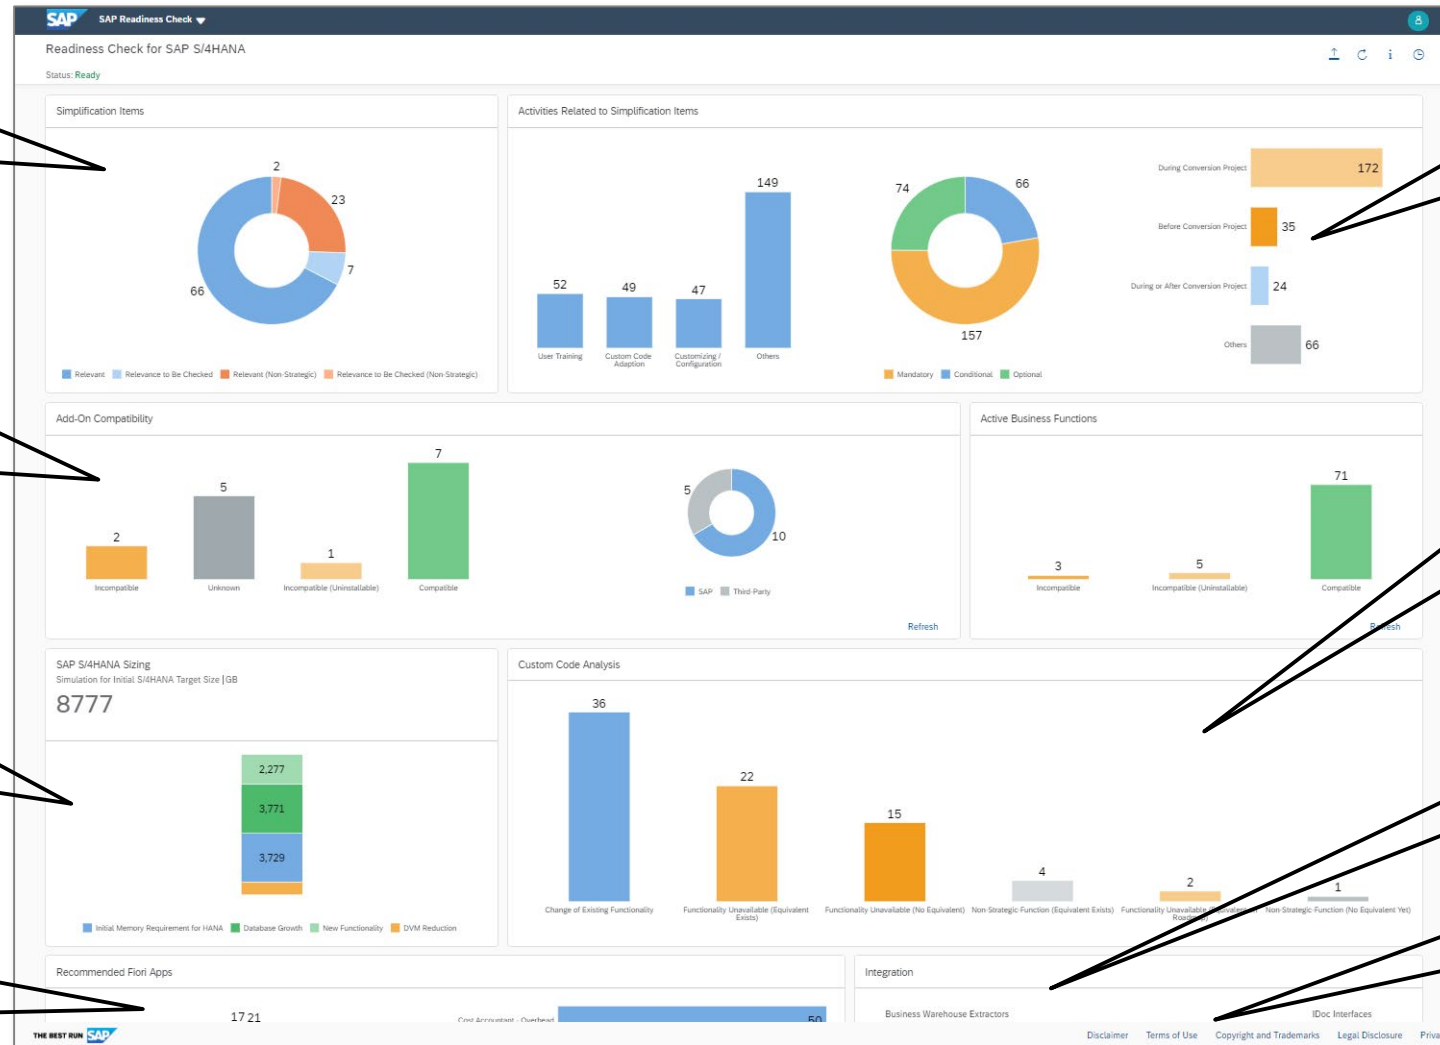 SAP SAP Readiness Check
Readiness Check for SAP S/4HANA
Status: Ready
Simplification Items
2
23
7
66
Relevant Relevance to Be Checked Relevant (Non-Strategic) Relevance to Be Checked (Non-Strategic)
Activities Related to Simplification Items
52
49
47
149
User Training
Custom Code
Adaption
Customizing /
Configuration
Others
74
66
157
Mandatory Conditional Optional
During Conversion Project 172
Before Conversion Project 35
During or After Conversion Project 24
Others 66
Add-On Compatibility
2
5
1
7
Incompatible Unknown Incompatible (Uninstallable) Compatible
5
10
SAP Third-Party
Refresh
Active Business Functions
3
5
71
Incompatible Incompatible (Uninstallable) Compatible
Refresh
SAP S/4HANA Sizing
Simulation for Initial S/4HANA Target Size | GB
8777
2,277
3,771
3,729
Initial Memory Requirement for HANA Database Growth New Functionality DVM Reduction
Custom Code Analysis
36
22
15
4
2
1
Change of Existing Functionality
Functionality Unavailable (Equivalent
Exists)
Functionality Unavailable (No Equivalent)
Non-Strategic-Function (Equivalent Exists)
Functionality Unavailable
Non-Strategic-Function (No Equivalent Yet)
Recommended Fiori Apps
17 21
Cost Accountant - Overhead 50
Integration
Business Warehouse Extractors
IDoc Interfaces
THE BEST RUN SAP
Disclaimer Terms of Use Copyright and Trademarks Legal Disclosure